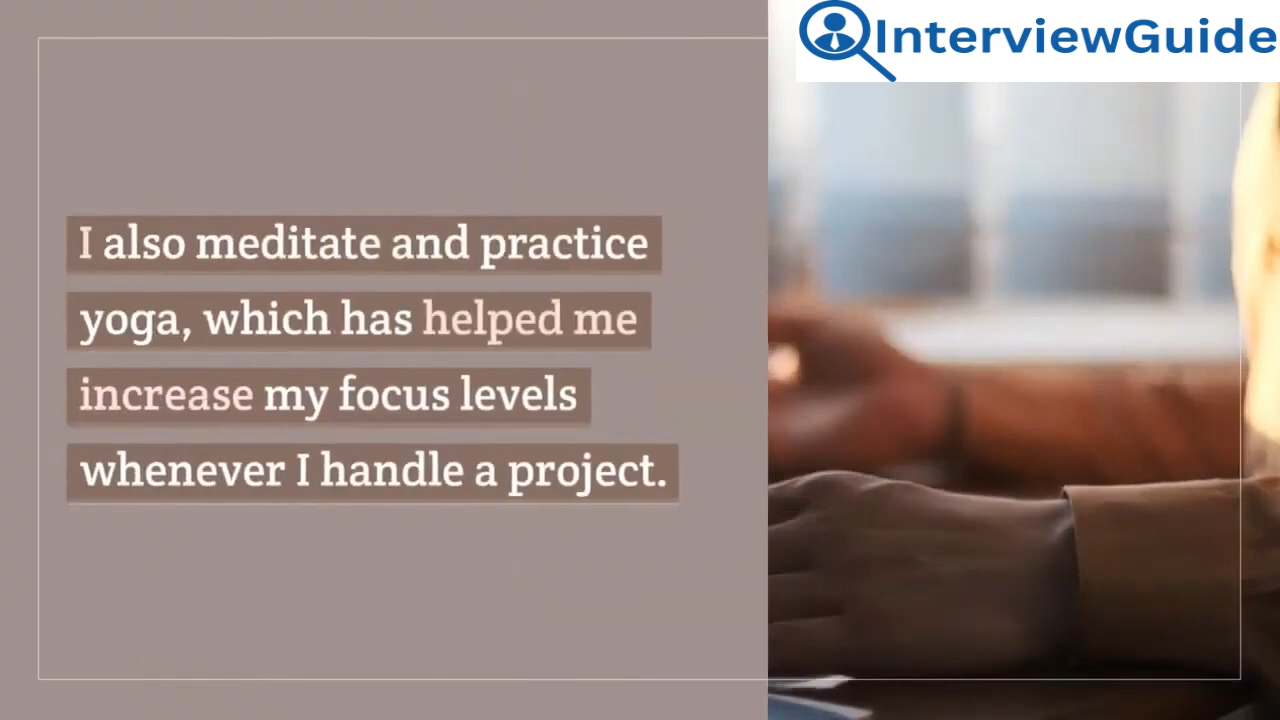 InterviewGuide
I also meditate and practice
yoga, which has helped me
increase my focus levels
whenever I handle a project.